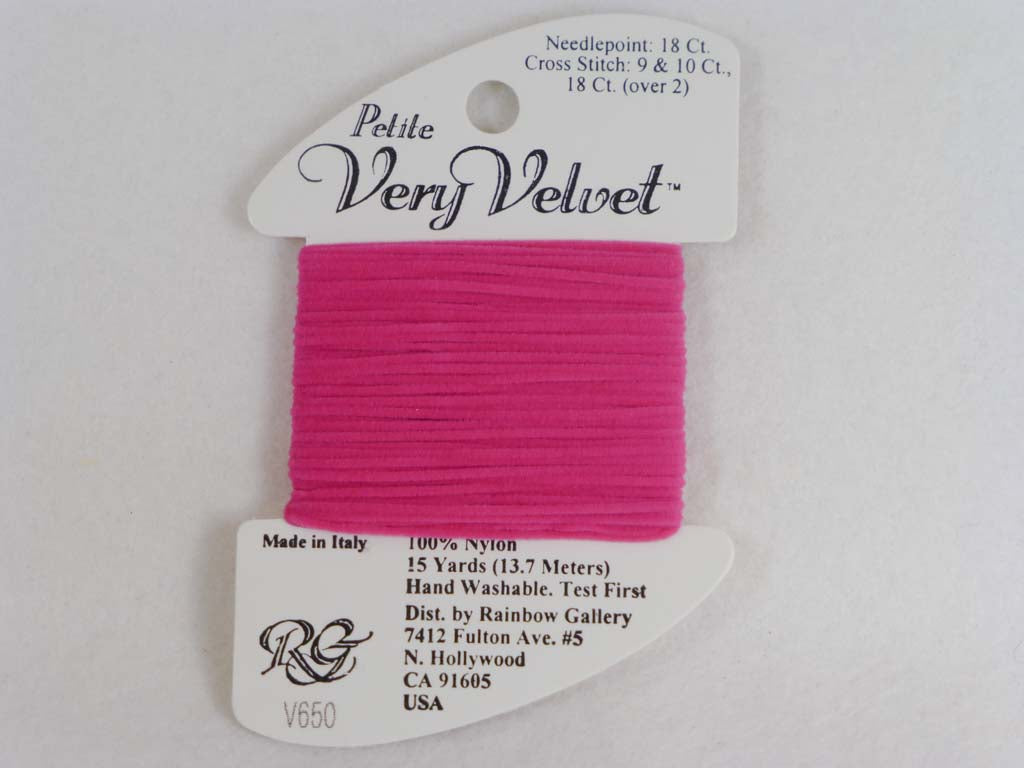 Needlepoint: 18 Ct.
Cross Stitch: 9 & 10 Ct.,
18 Ct. (over 2)
Petite
Very Velvet™
Made in Italy
100% Nylon
15 Yards (13.7 Meters)
Hand Washable. Test First
Dist. by Rainbow Gallery
7412 Fulton Ave. #5
N. Hollywood
CA 91605
USA
RG
V650